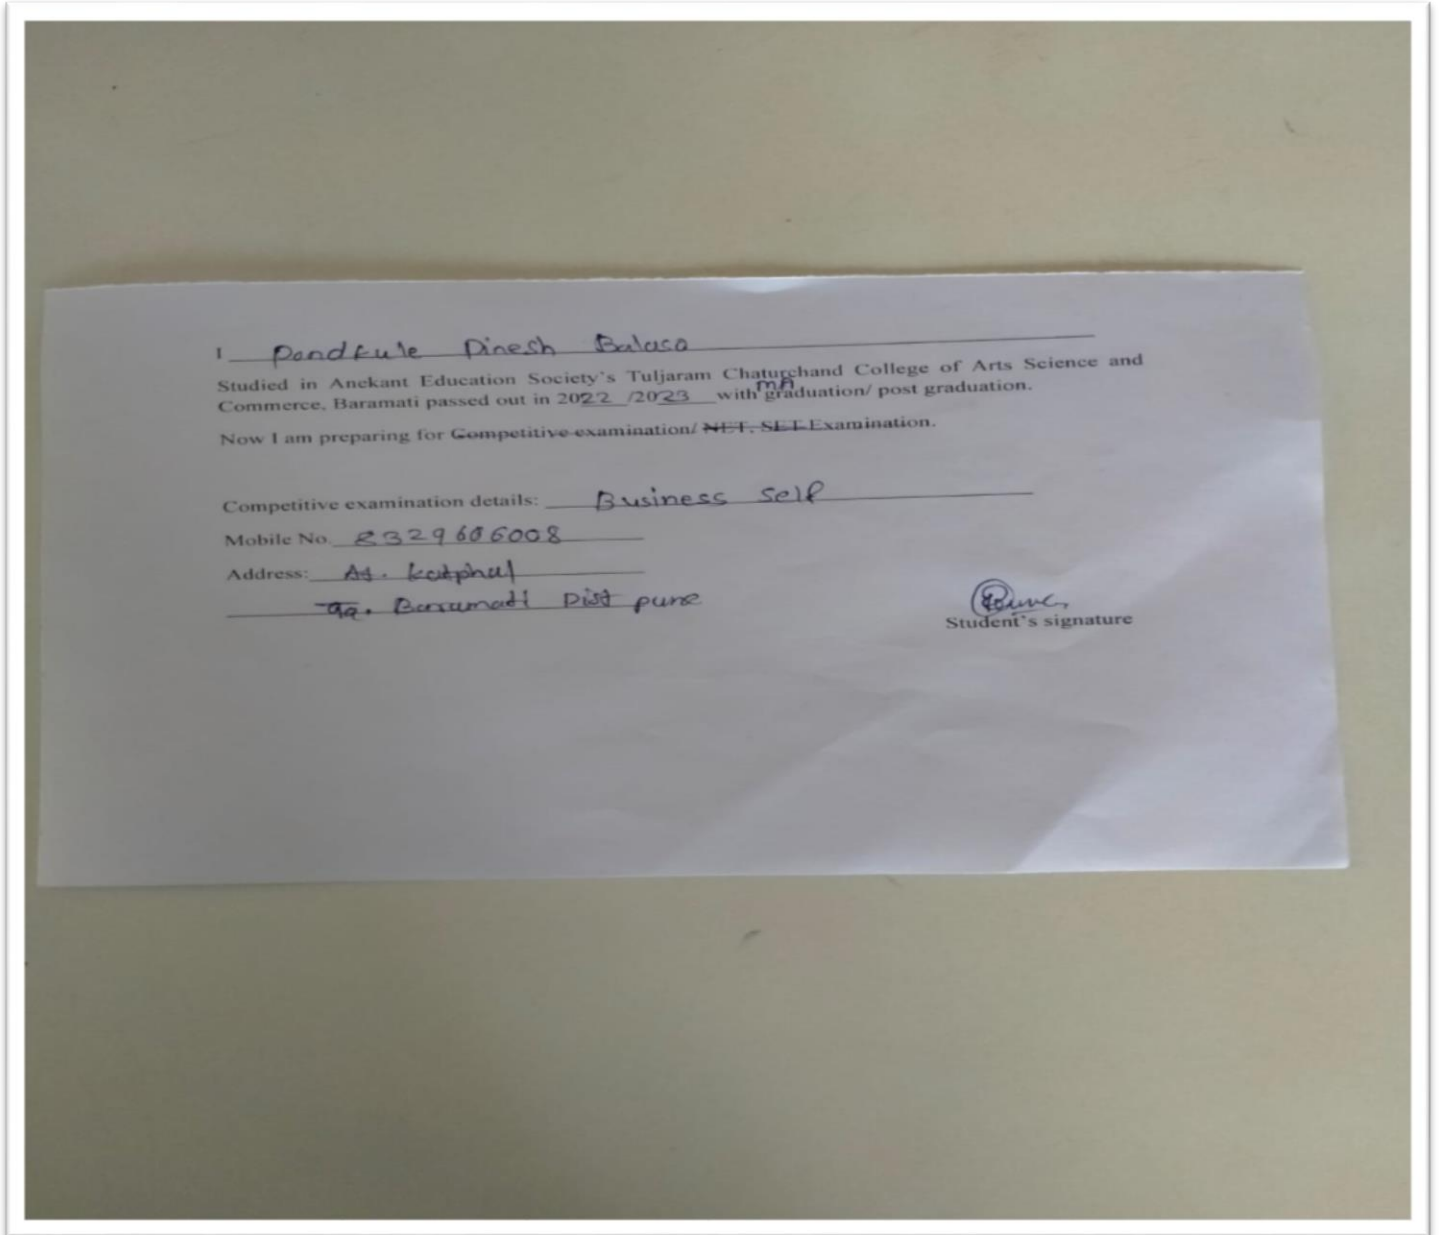 I Dondfule Dinesh Balaso
Studied in Anekant Education Society's Tuljaram Chaturchand College of Arts Science and
MA
Commerce, Baramati passed out in 2022 /2023 with graduation/ post graduation.
Now I am preparing for Competitive examination/ NET. SET Examination.
Competitive examination details: Business Self
Mobile No. 8329606008
Address: At. Katphal
Tq. Baramati Dist pune
Student's signature